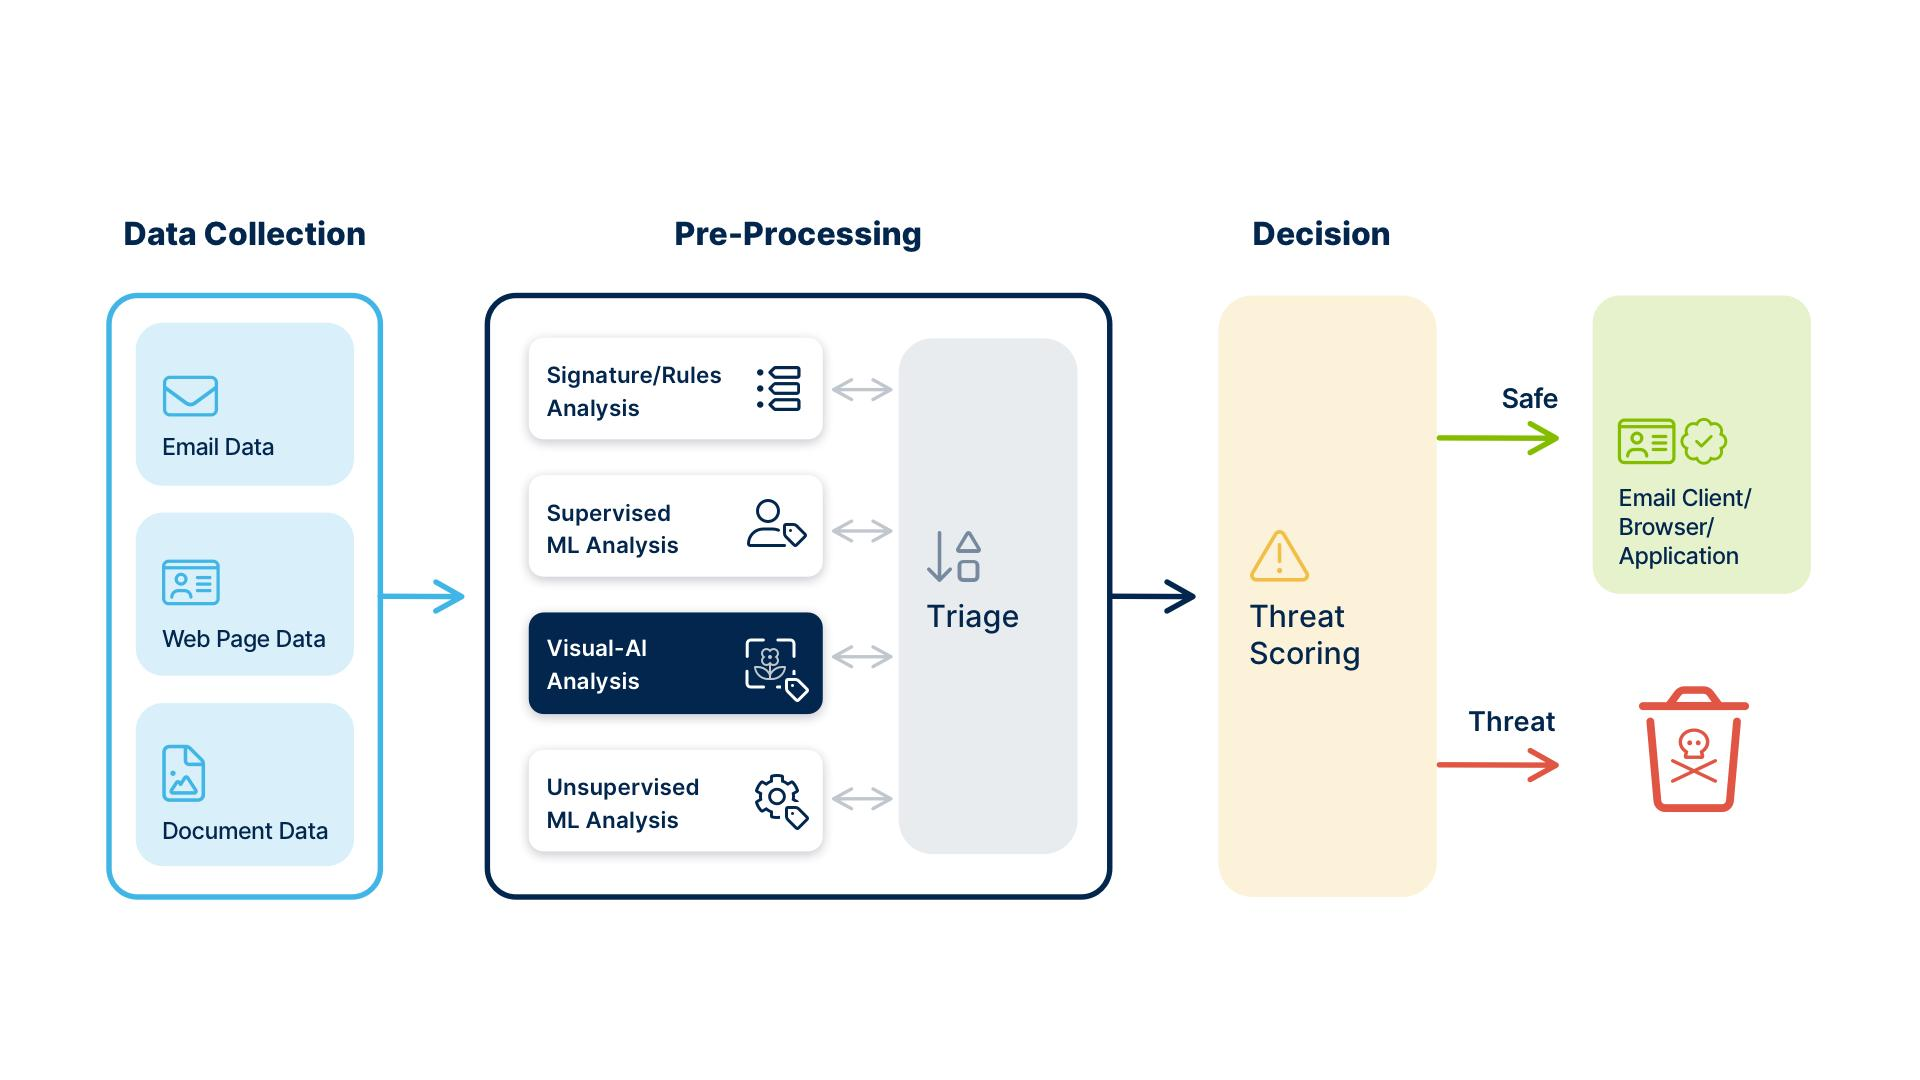 Data Collection
Pre-Processing
Decision
Email Data
Web Page Data
Document Data
Signature/Rules
Analysis
Supervised
ML Analysis
Visual-AI
Analysis
Unsupervised
ML Analysis
Triage
Threat
Scoring
Safe
Threat
Email Client/
Browser/
Application